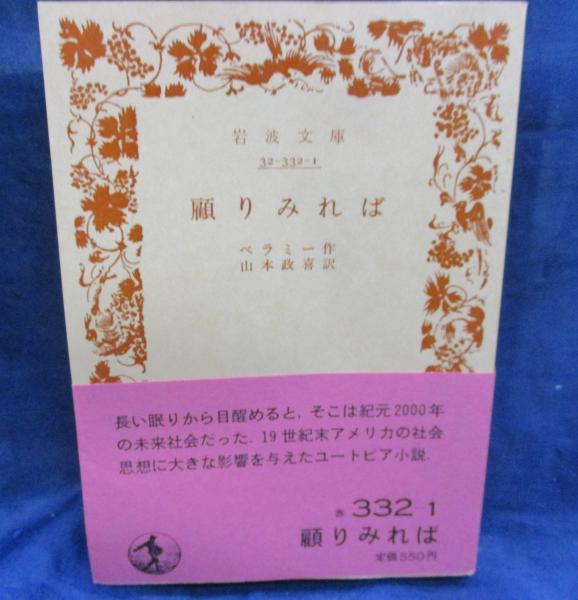 岩波文庫
32-332-1
顧りみれば
ベラミー作
山本政喜訳
長い眠りから目醒めると，そこは紀元2000年
の未来社会だった．19世紀末アメリカの社会
思想に大きな影響を与えたユートピア小説．
赤 332-1
顧りみれば
定価550円